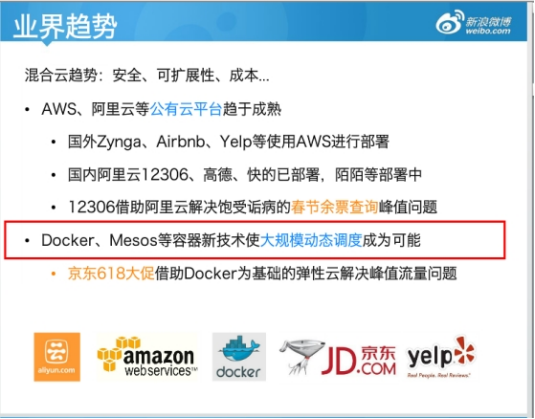 业界趋势
新浪微博
weibo.com
混合云趋势：安全、可扩展性、成本...
• AWS、阿里云等公有云平台趋于成熟
• 国外Zynga、Airbnb、Yelp等使用AWS进行部署
• 国内阿里云12306、高德、快的已部署，陌陌等部署中
• 12306借助阿里云解决饱受诟病的春节余票查询峰值问题
• Docker、Mesos等容器新技术使大规模动态调度成为可能
• 京东618大促借助Docker为基础的弹性云解决峰值流量问题
aliyun.com
amazon
webservices™
docker
JD.COM 京东
yelp
Real People. Real Reviews.